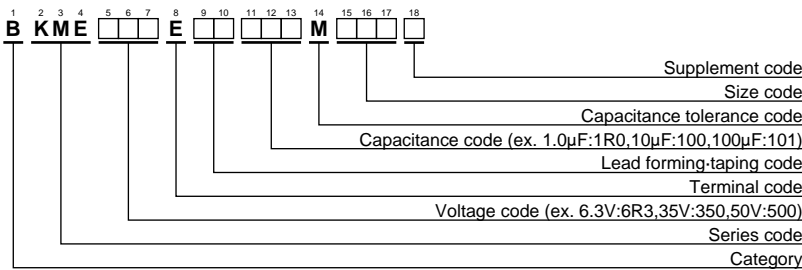 1 2 3 4 5 6 7 8 9 10 11 12 13 14 15 16 17 18
B KME E M
Supplement code
Size code
Capacitance tolerance code
Capacitance code (ex. 1.0µF:1R0,10µF:100,100µF:101)
Lead forming·taping code
Terminal code
Voltage code (ex. 6.3V:6R3,35V:350,50V:500)
Series code
Category